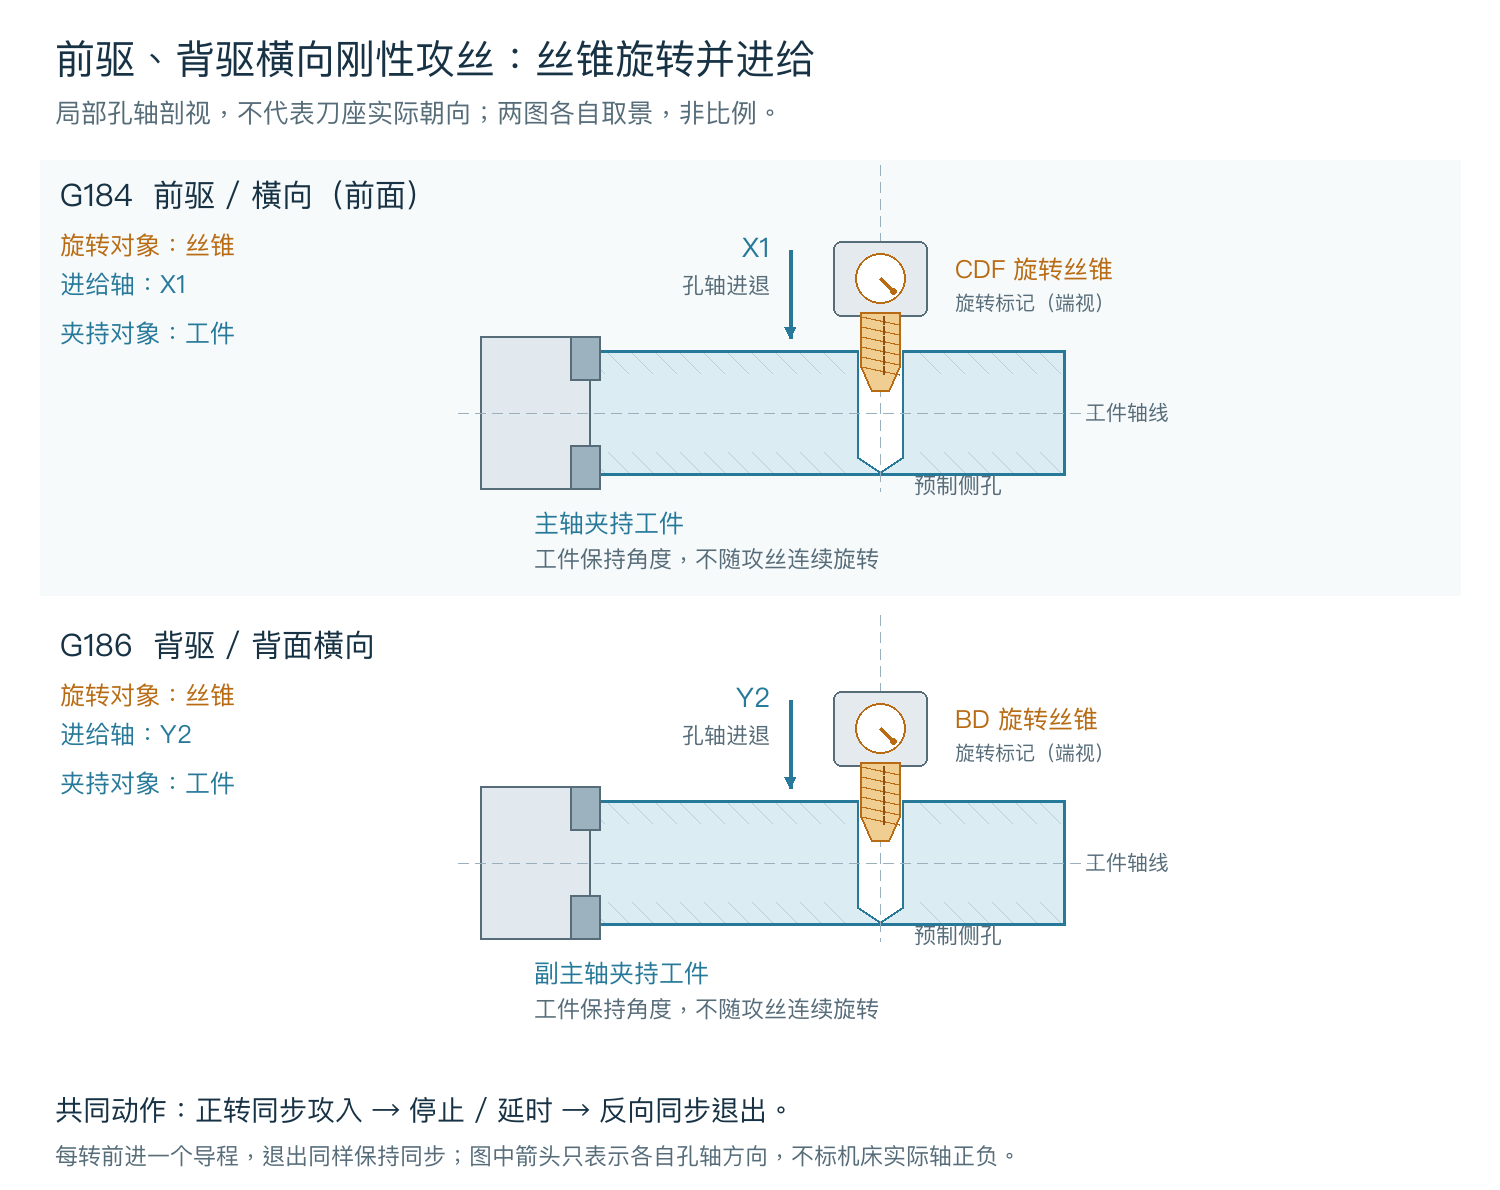 前驱、背驱橫向刚性攻丝：丝锥旋转并进给
局部孔轴剖视，不代表刀座实际朝向；两图各自取景，非比例。
G184 前驱 / 橫向（前面）
旋转对象：丝锥
进给轴：X1
夹持对象：工件
X1
孔轴进退
CDF 旋转丝锥
旋转标记（端视）
工件轴线
预制侧孔
主轴夹持工件
工件保持角度，不随攻丝连续旋转
G186 背驱 / 背面橫向
旋转对象：丝锥
进给轴：Y2
夹持对象：工件
Y2
孔轴进退
BD 旋转丝锥
旋转标记（端视）
工件轴线
预制侧孔
副主轴夹持工件
工件保持角度，不随攻丝连续旋转
共同动作：正转同步攻入 → 停止 / 延时 → 反向同步退出。
每转前进一个导程，退出同样保持同步；图中箭头只表示各自孔轴方向，不标机床实际轴正负。